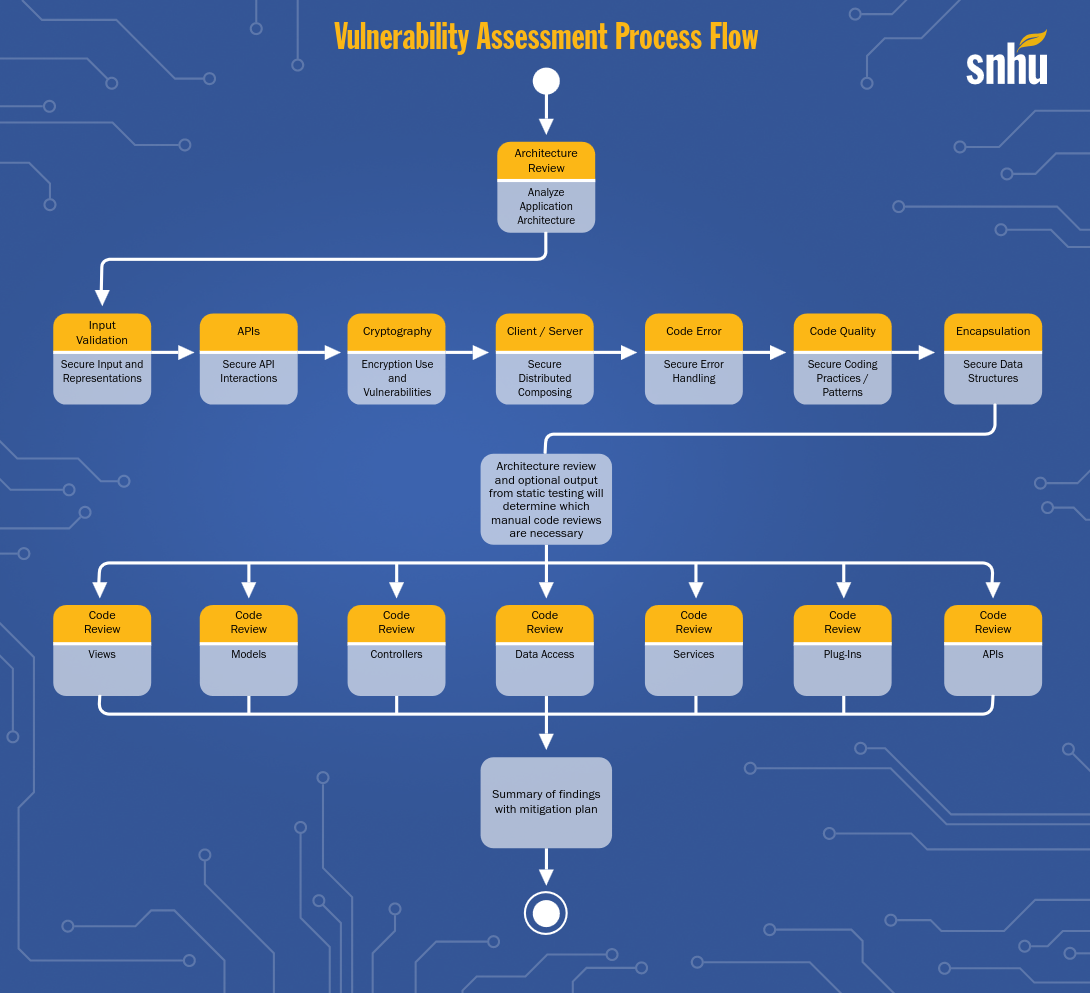 Vulnerability Assessment Process Flow
snhu
Architecture
Review
Analyze
Application
Architecture
Input
Validation
Secure Input and
Representations
APIs
Secure API
Interactions
Cryptography
Encryption Use
and
Vulnerabilities
Client / Server
Secure
Distributed
Composing
Code Error
Secure Error
Handling
Code Quality
Secure Coding
Practices /
Patterns
Encapsulation
Secure Data
Structures
Architecture review
and optional output
from static testing will
determine which
manual code reviews
are necessary
Code
Review
Views
Code
Review
Models
Code
Review
Controllers
Code
Review
Data Access
Code
Review
Services
Code
Review
Plug-Ins
Code
Review
APIs
Summary of findings
with mitigation plan